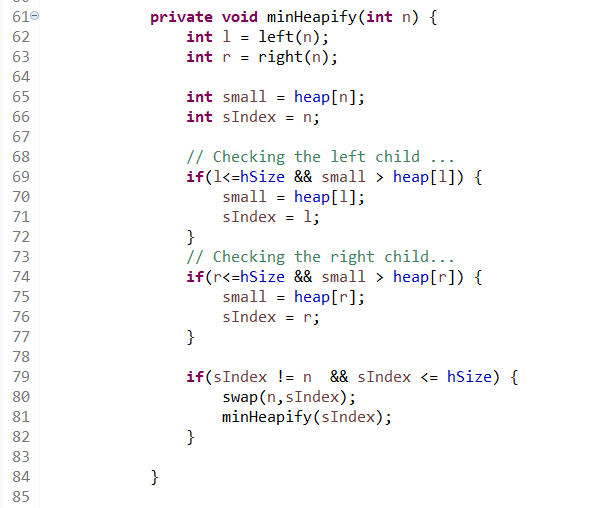 61 private void minHeapify(int n) {
62 int l = left(n);
63 int r = right(n);
64
65 int small = heap[n];
66 int sIndex = n;
67
68 // Checking the left child ...
69 if(l<=hSize && small > heap[l]) {
70 small = heap[l];
71 sIndex = l;
72 }
73 // Checking the right child...
74 if(r<=hSize && small > heap[r]) {
75 small = heap[r];
76 sIndex = r;
77 }
78
79 if(sIndex != n  && sIndex <= hSize) {
80 swap(n,sIndex);
81 minHeapify(sIndex);
82 }
83
84 }
85